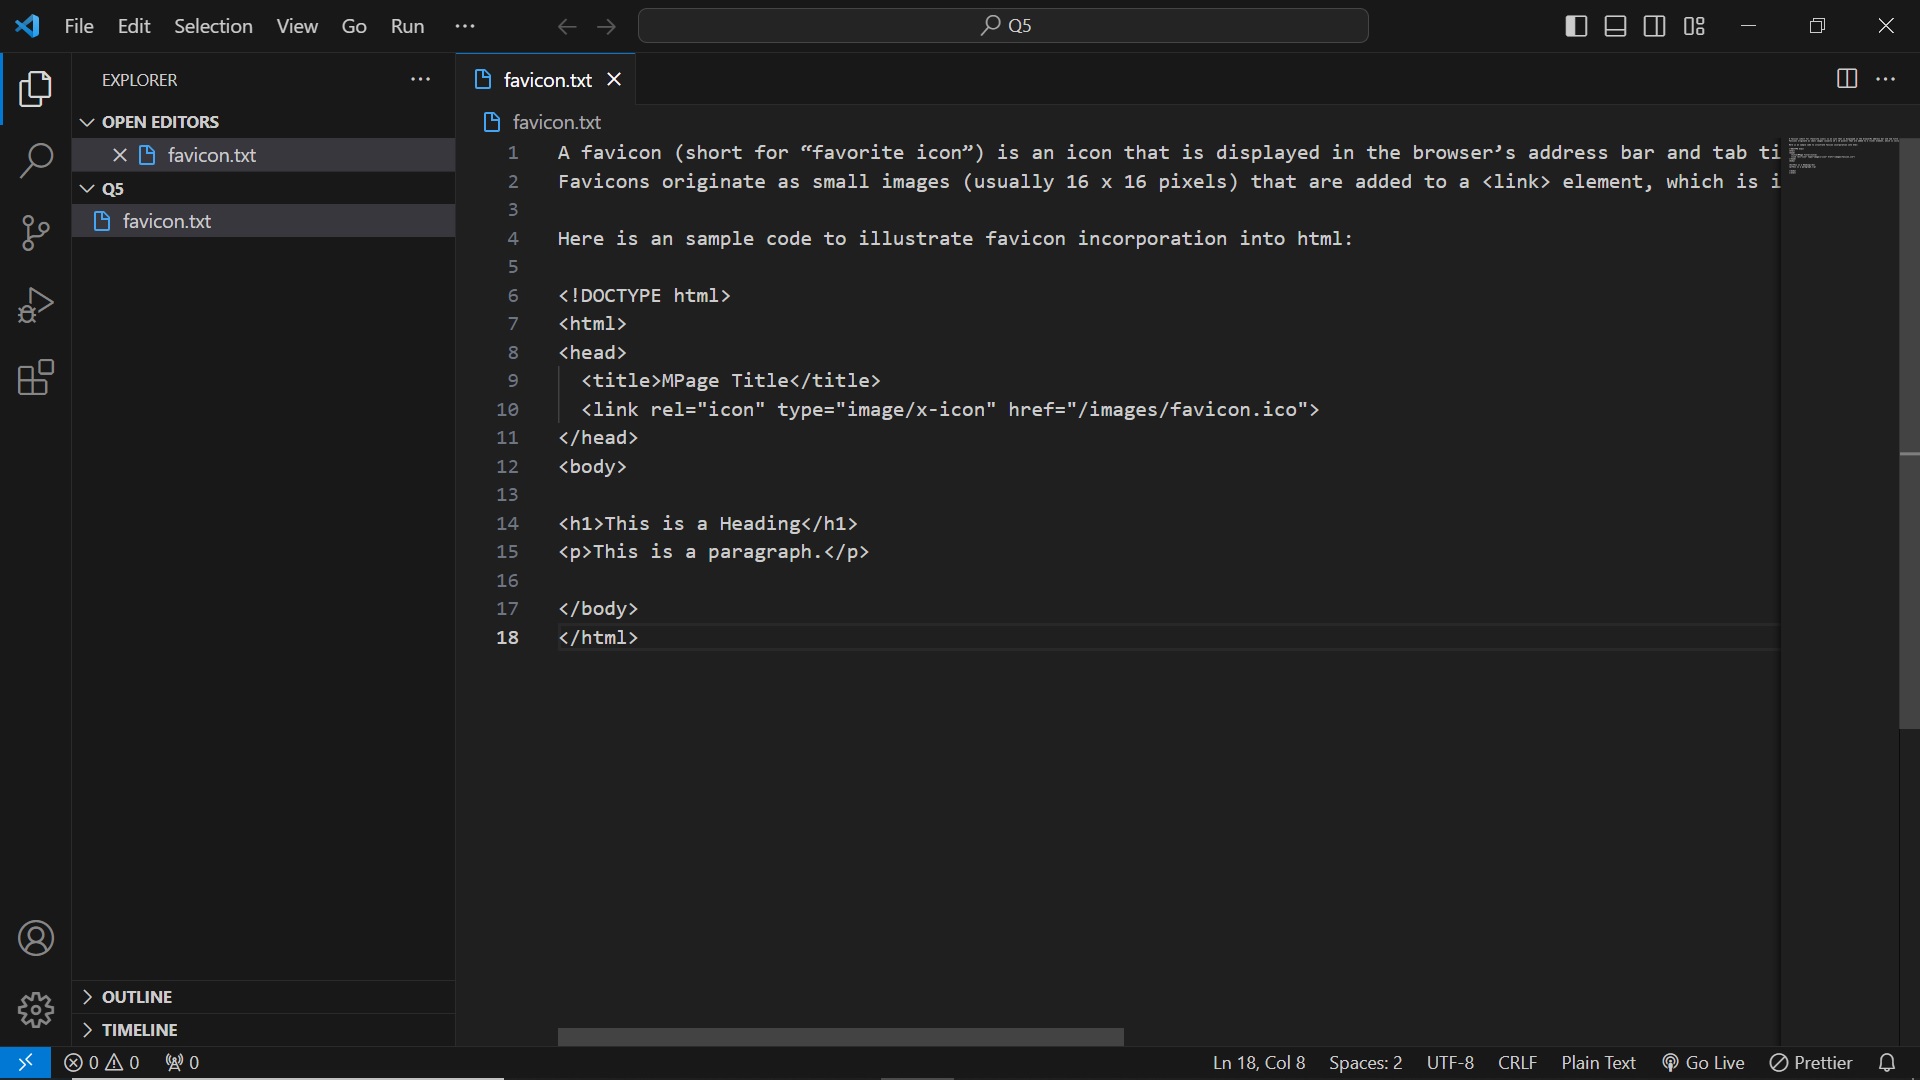 File Edit Selection View Go Run ··· Q5
EXPLORER
OPEN EDITORS
favicon.txt
Q5
favicon.txt
OUTLINE
TIMELINE
favicon.txt
favicon.txt
1 A favicon (short for “favorite icon”) is an icon that is displayed in the browser’s address bar and tab ti
2 Favicons originate as small images (usually 16 x 16 pixels) that are added to a <link> element, which is i
3
4 Here is an sample code to illustrate favicon incorporation into html:
5
6 <!DOCTYPE html>
7 <html>
8 <head>
9 <title>MPage Title</title>
10 <link rel="icon" type="image/x-icon" href="/images/favicon.ico">
11 </head>
12 <body>
13
14 <h1>This is a Heading</h1>
15 <p>This is a paragraph.</p>
16
17 </body>
18 </html>
0 0 0 Ln 18, Col 8 Spaces: 2 UTF-8 CRLF Plain Text Go Live Prettier